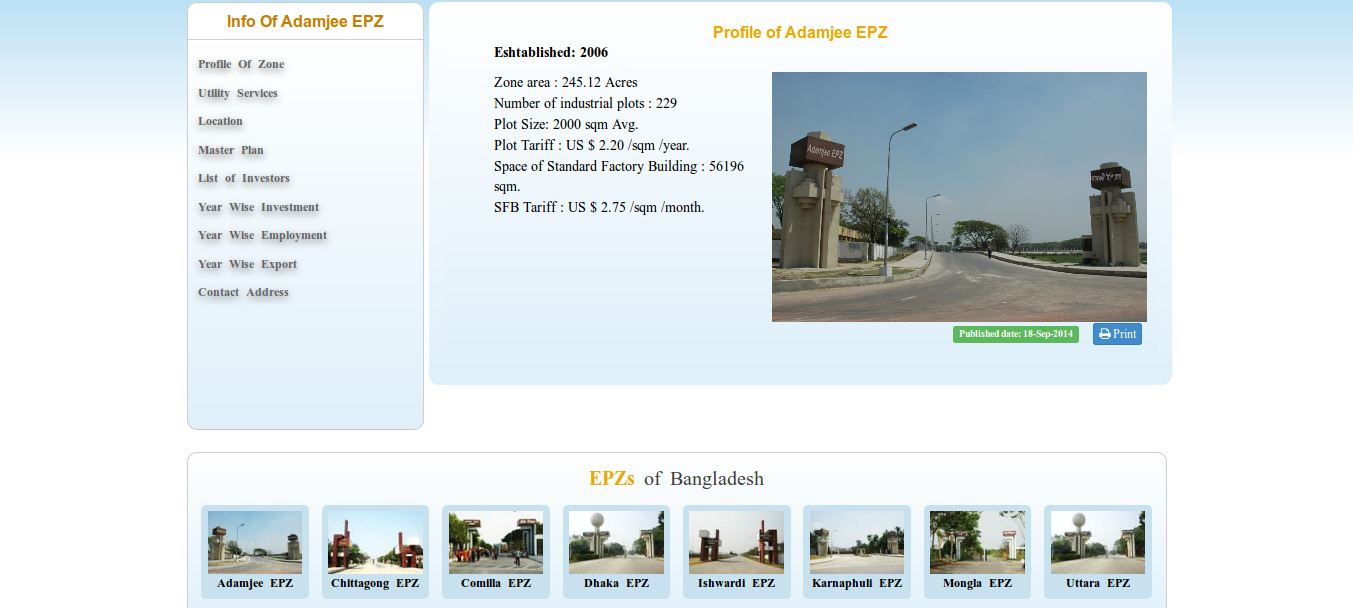 Info Of Adamjee EPZ
Profile Of Zone
Utility Services
Location
Master Plan
List of Investors
Year Wise Investment
Year Wise Employment
Year Wise Export
Contact Address
Profile of Adamjee EPZ
Eshtablished: 2006
Zone area : 245.12 Acres
Number of industrial plots : 229
Plot Size: 2000 sqm Avg.
Plot Tariff : US $ 2.20 /sqm /year.
Space of Standard Factory Building : 56196
sqm.
SFB Tariff : US $ 2.75 /sqm /month.
Adamjee EPZ
Published date: 18-Sep-2014
Print
EPZs of Bangladesh
Adamjee EPZ
Chittagong EPZ
Comilla EPZ
Dhaka EPZ
Ishwardi EPZ
Karnaphuli EPZ
Mongla EPZ
Uttara EPZ